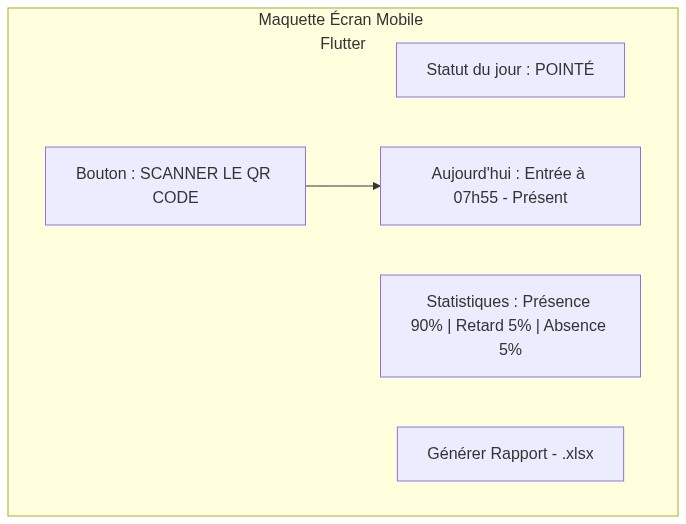 Maquette Écran Mobile
Flutter
Statut du jour : POINTÉ
Bouton : SCANNER LE QR
CODE
Aujourd'hui : Entrée à
07h55 - Présent
Statistiques : Présence
90% | Retard 5% | Absence
5%
Générer Rapport - .xlsx